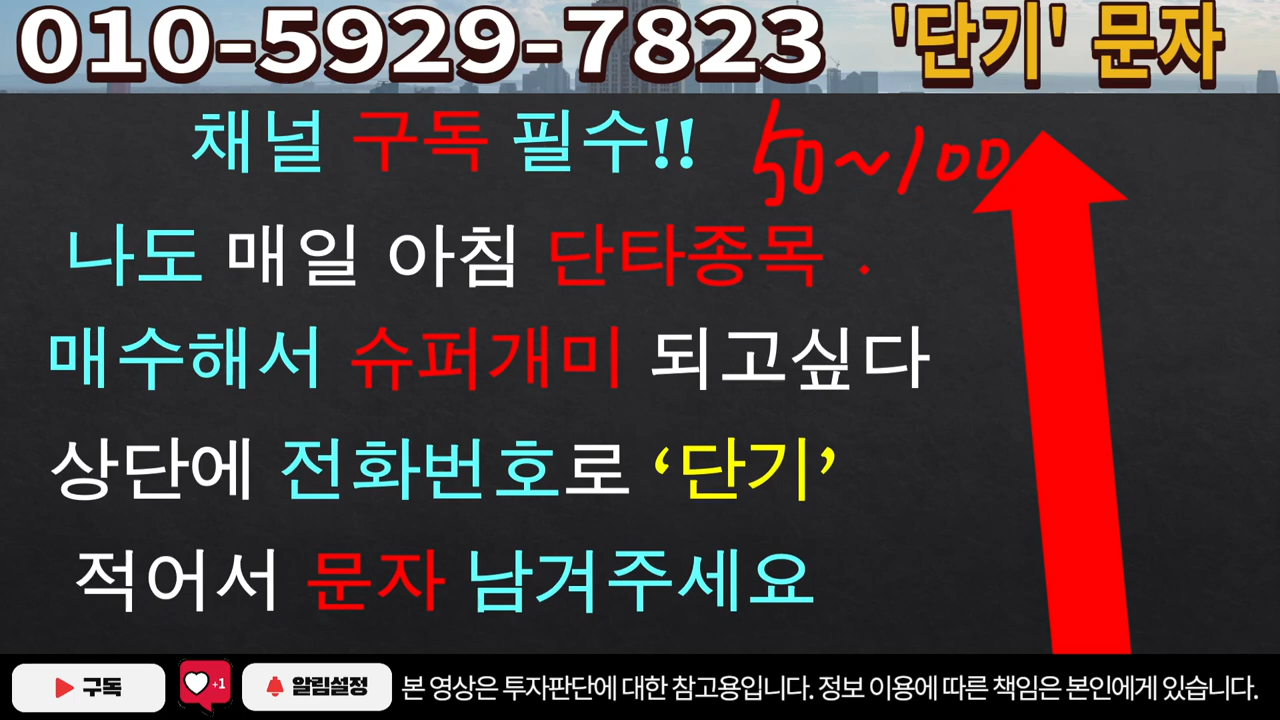 010-5929-7823 '단기' 문자
채널 구독 필수!! 50~100
나도 매일 아침 단타종목 .
매수해서 슈퍼개미 되고싶다
상단에 전화번호로 ‘단기’
적어서 문자 남겨주세요
구독 +1 알림설정 본 영상은 투자판단에 대한 참고용입니다. 정보 이용에 따른 책임은 본인에게 있습니다.